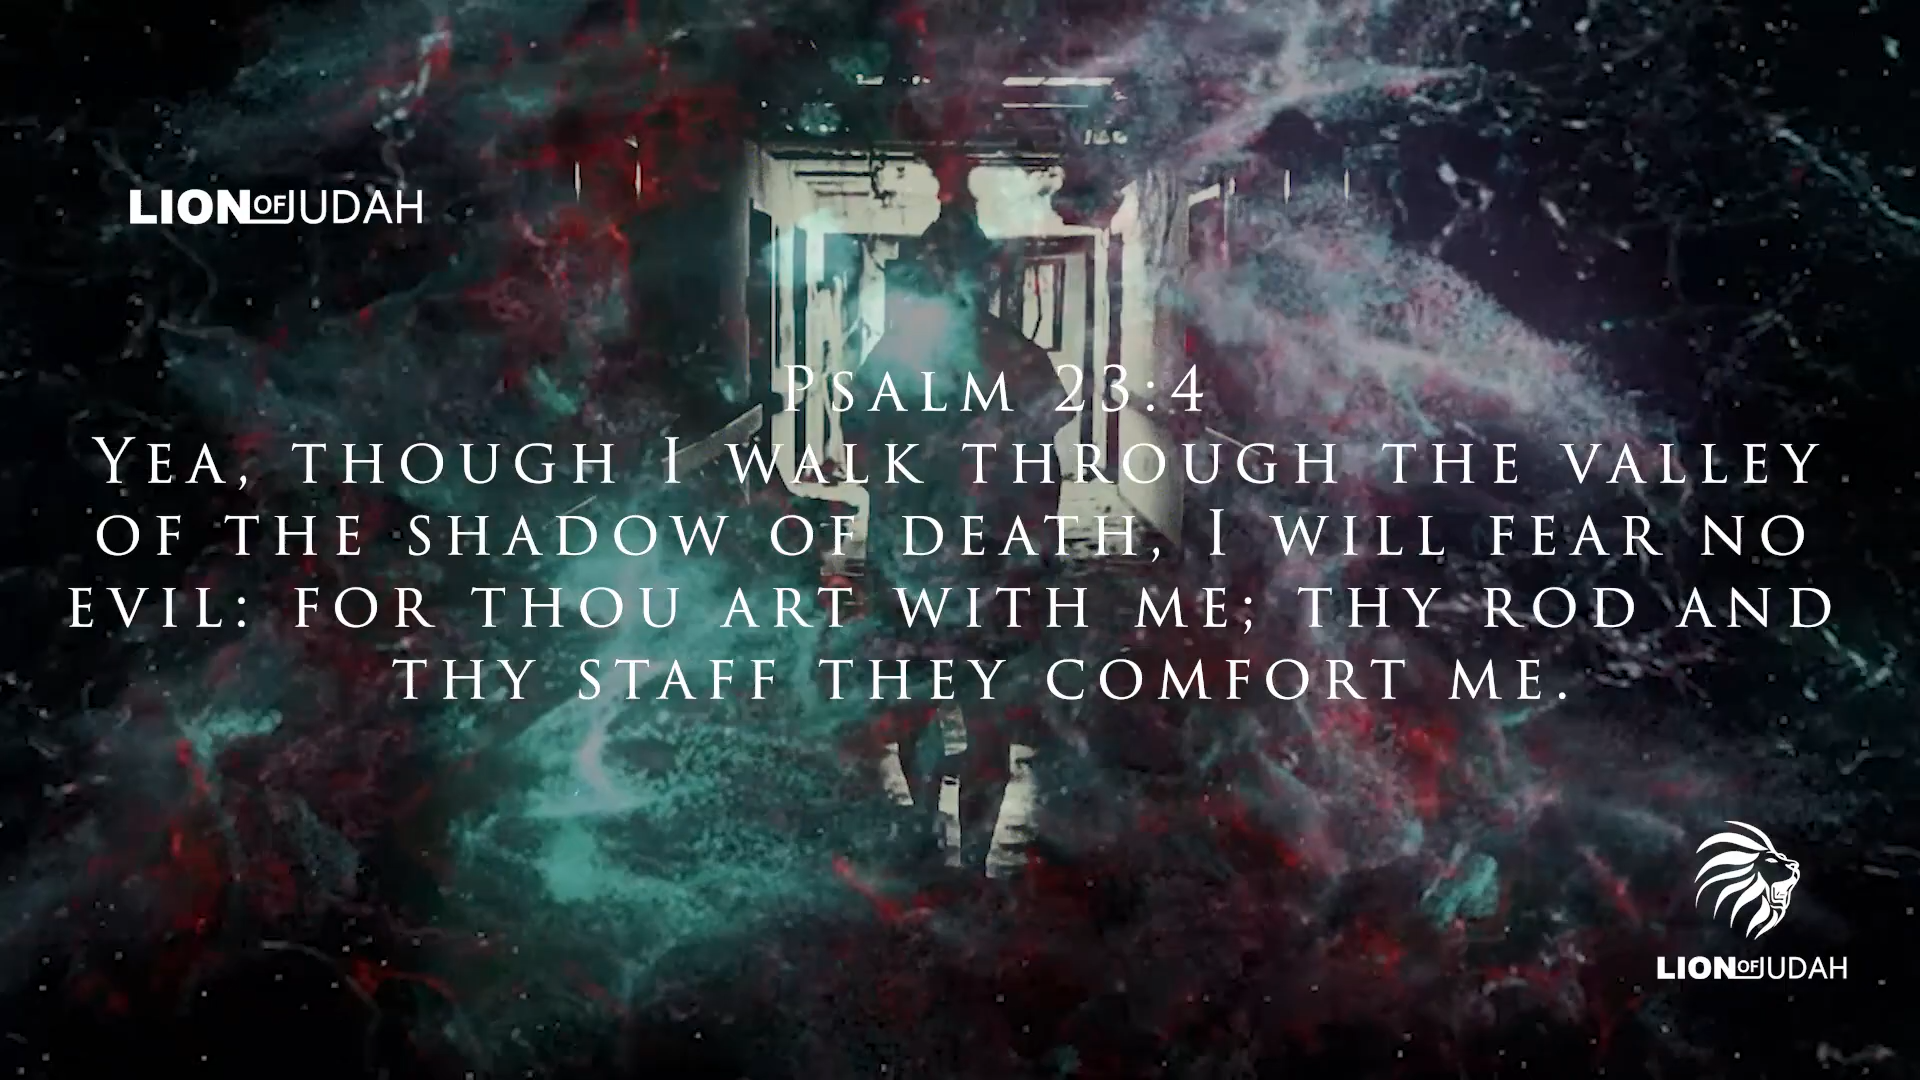 LIONOFJUDAH
Psalm 23:4
Yea, though I walk through the valley
of the shadow of death, I will fear no
evil: for thou art with me; thy rod and
thy staff they comfort me.
LIONOFJUDAH